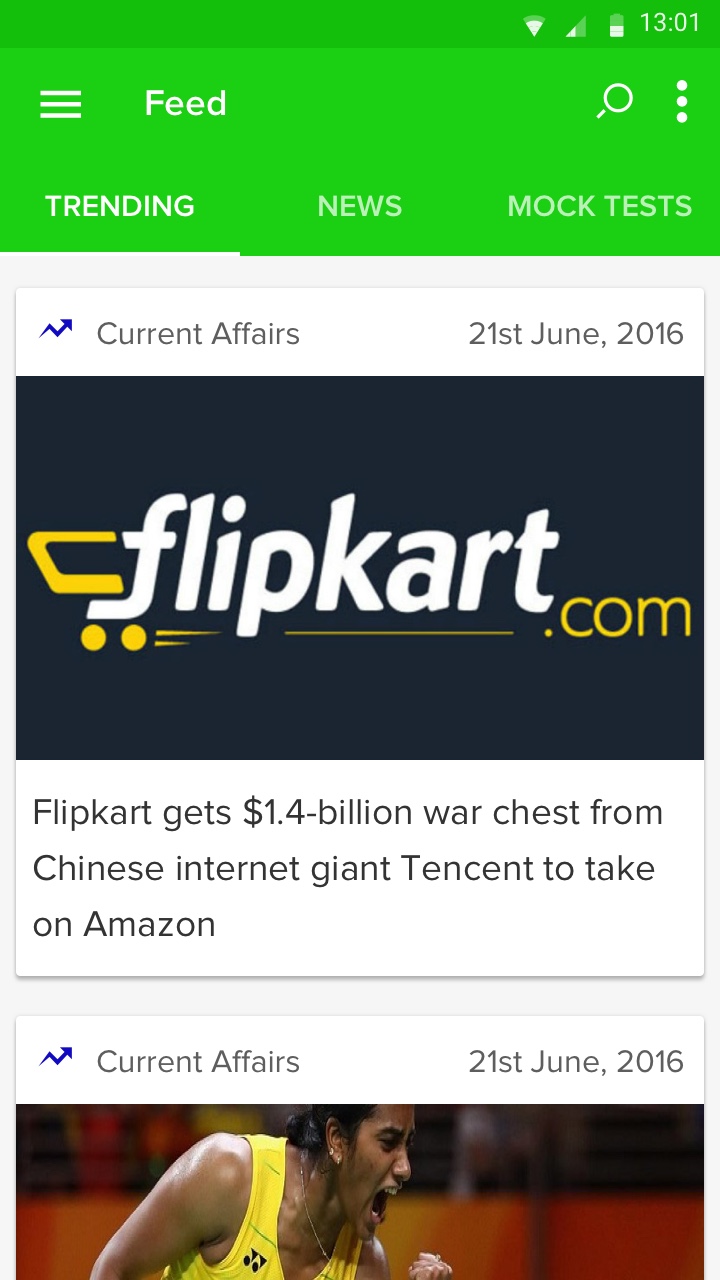 13:01
Feed
TRENDING NEWS MOCK TESTS
Current Affairs 21st June, 2016
flipkart.com
Flipkart gets $1.4-billion war chest from
Chinese internet giant Tencent to take
on Amazon
Current Affairs 21st June, 2016